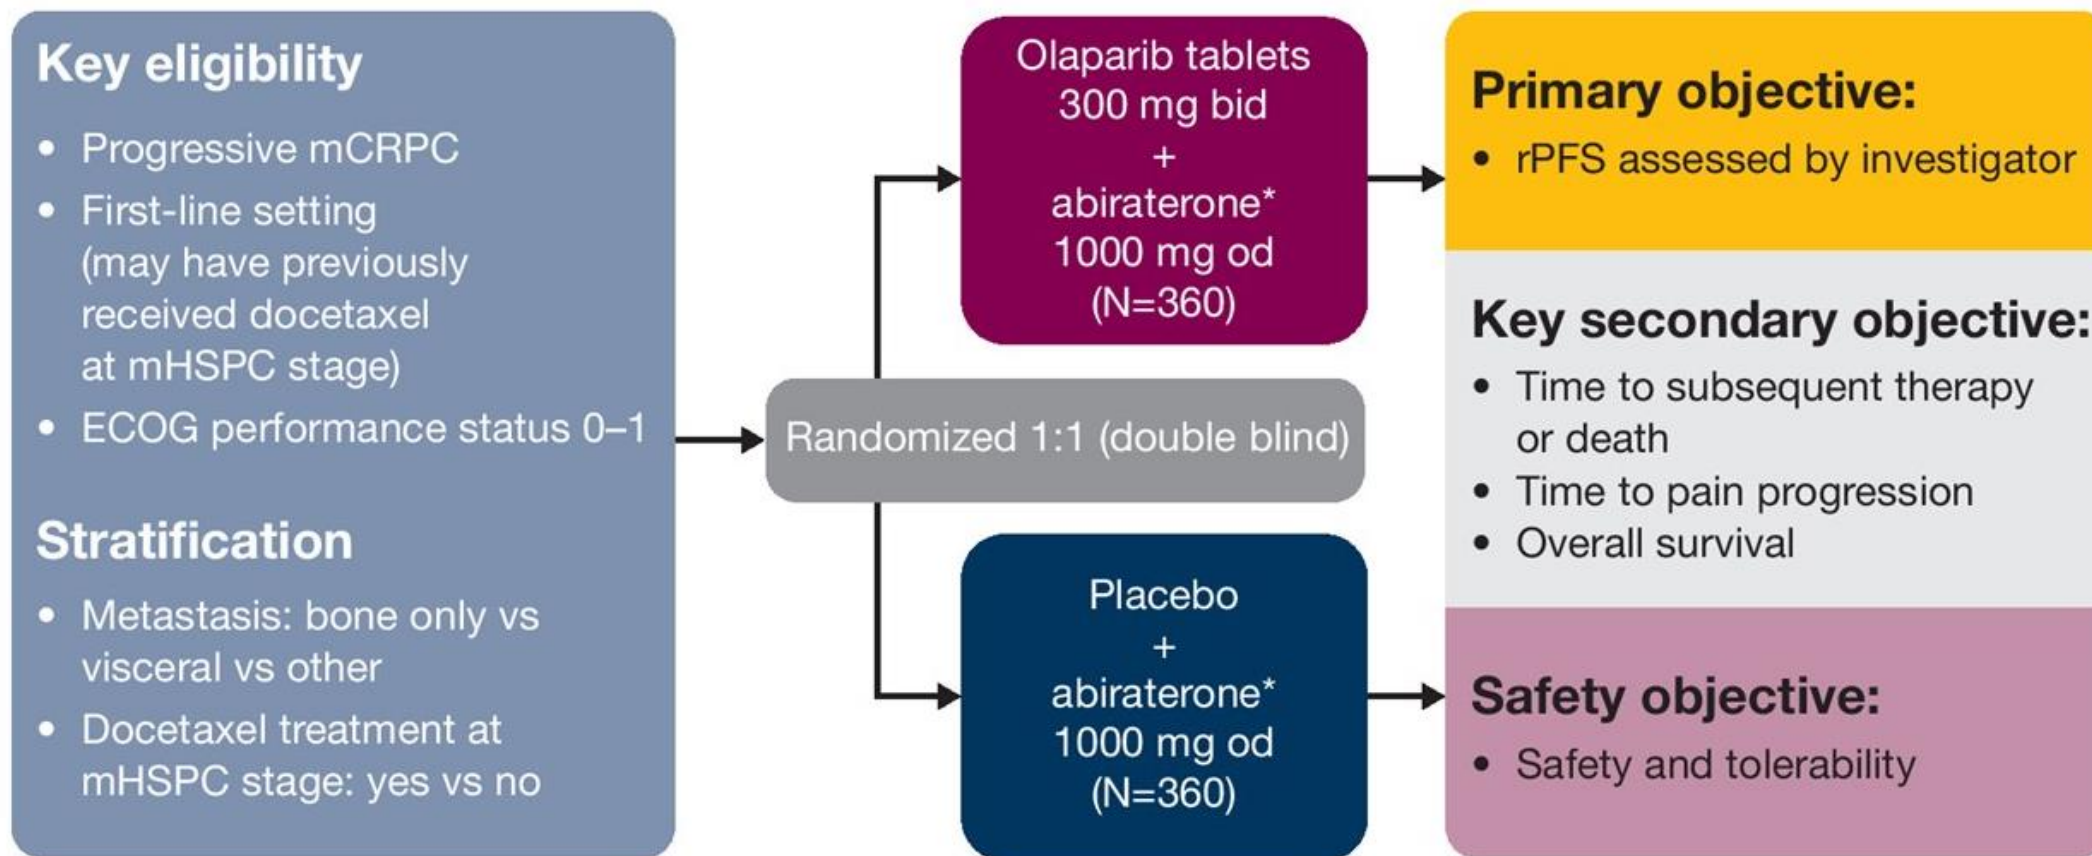 Key eligibility
• Progressive mCRPC
• First-line setting
(may have previously
received docetaxel
at mHSPC stage)
• ECOG performance status 0–1
Stratification
• Metastasis: bone only vs
visceral vs other
• Docetaxel treatment at
mHSPC stage: yes vs no
Randomized 1:1 (double blind)
Olaparib tablets
300 mg bid
+
abiraterone*
1000 mg od
(N=360)
Placebo
+
abiraterone*
1000 mg od
(N=360)
Primary objective:
• rPFS assessed by investigator
Key secondary objective:
• Time to subsequent therapy
or death
• Time to pain progression
• Overall survival
Safety objective:
• Safety and tolerability